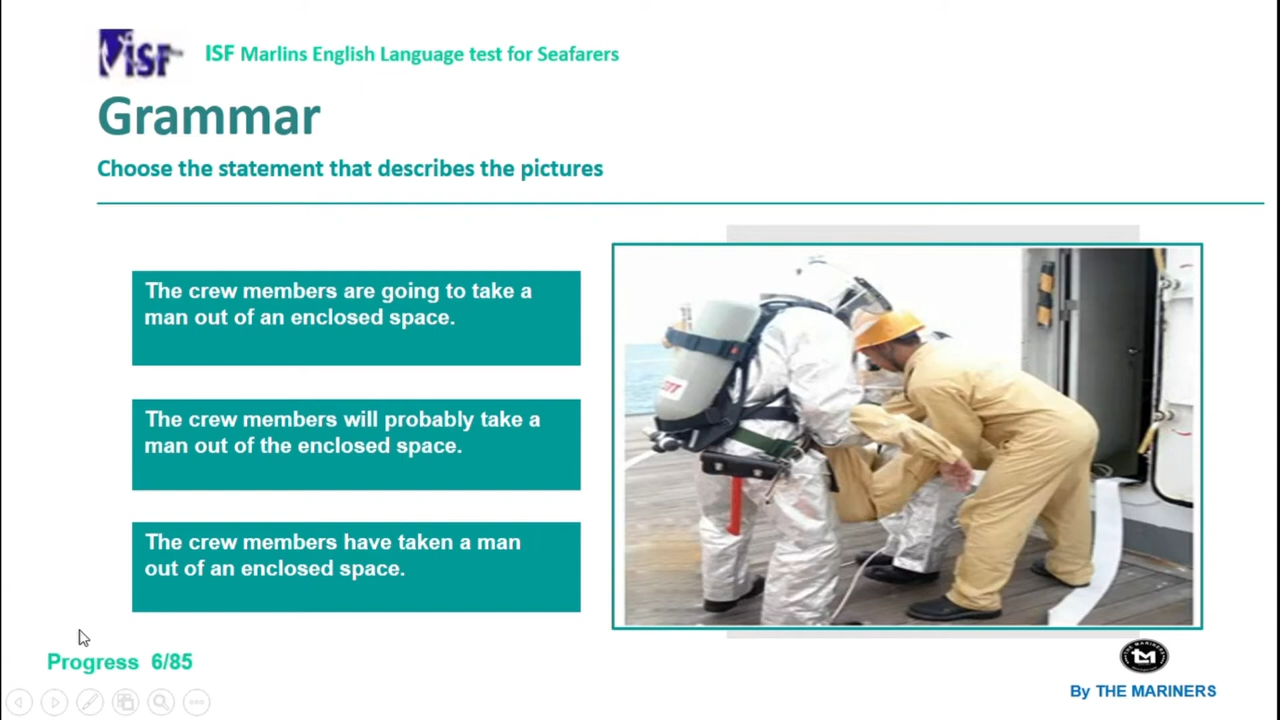 ISF
ISF Marlins English Language test for Seafarers
Grammar
Choose the statement that describes the pictures
The crew members are going to take a
man out of an enclosed space.
The crew members will probably take a
man out of the enclosed space.
The crew members have taken a man
out of an enclosed space.
Progress 6/85
By THE MARINERS